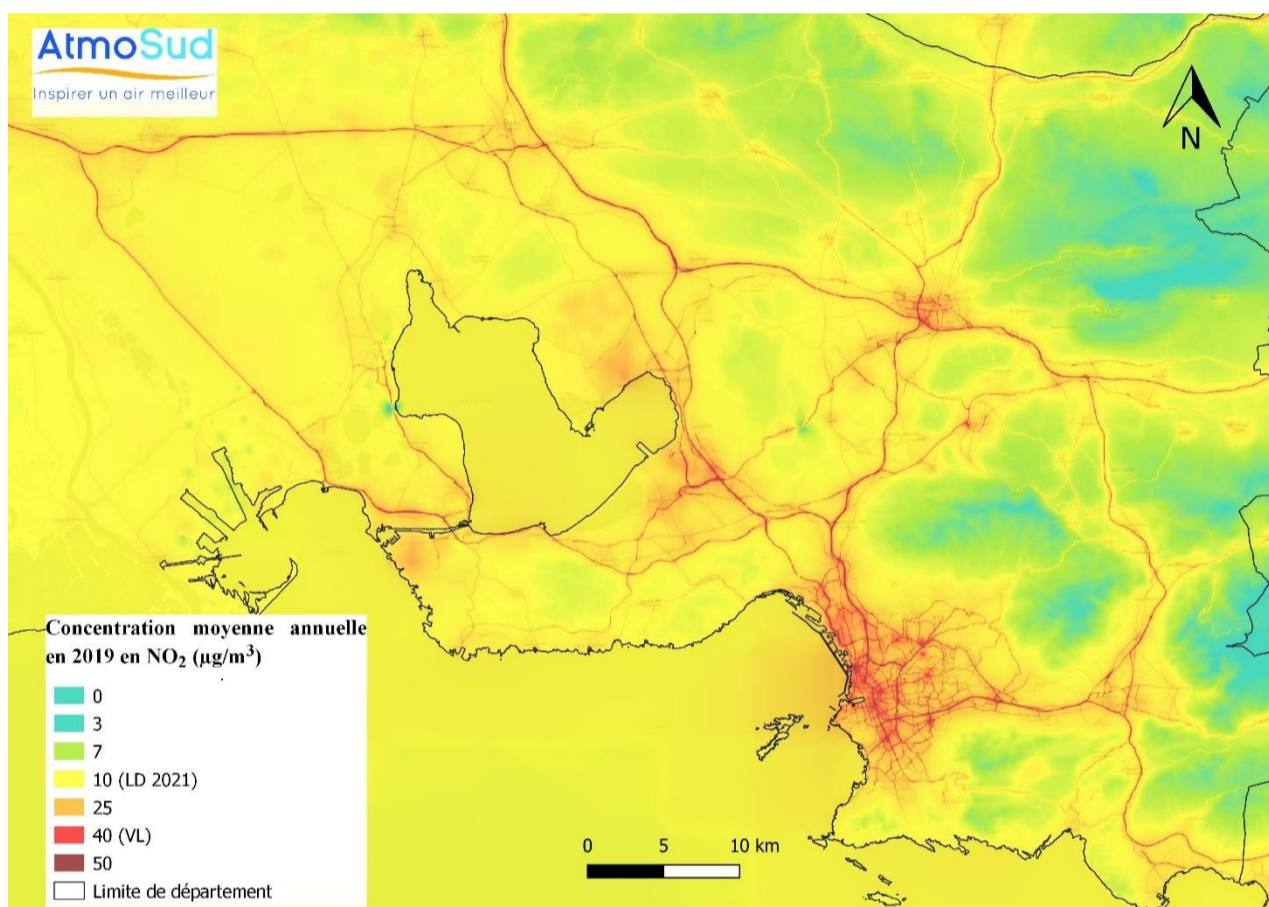 AtmoSud
Inspirer un air meilleur
N
Concentration moyenne annuelle
en 2019 en NO₂ (µg/m³)
0
3
7
10 (LD 2021)
25
40 (VL)
50
Limite de département
0 5 10 km